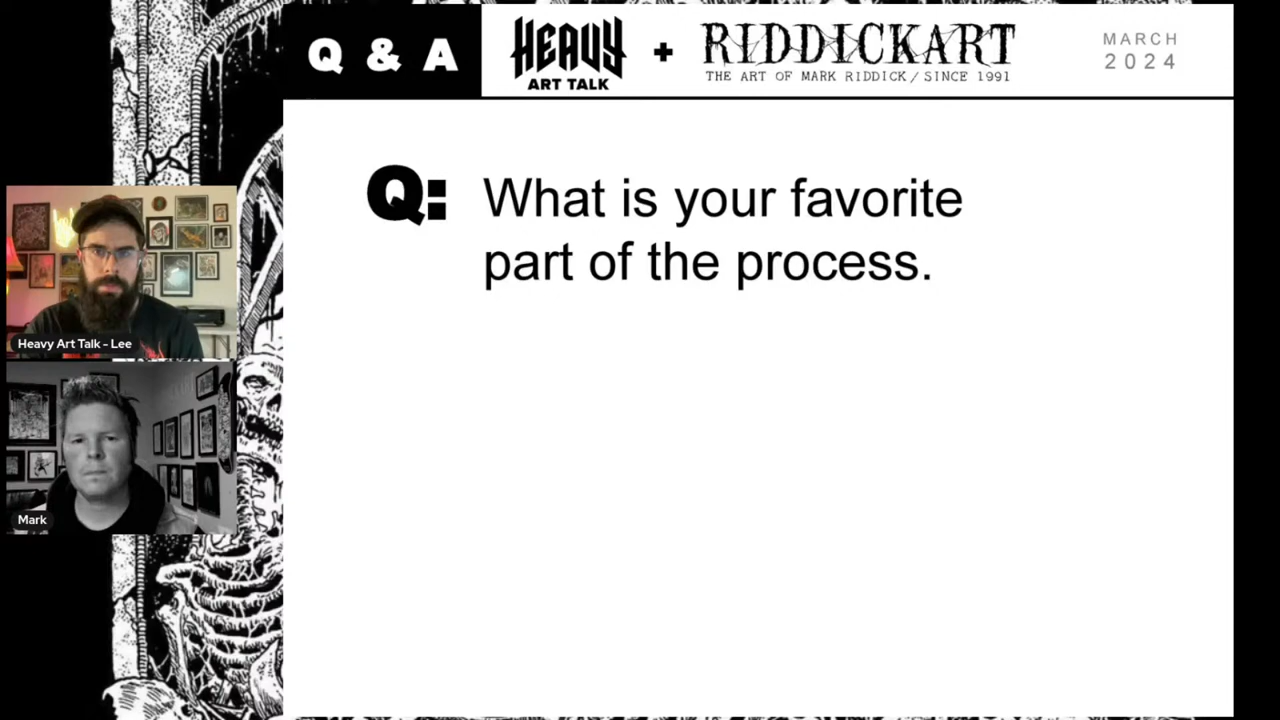 Q & A
HEAVY
ART TALK
+
RIDDICKART
THE ART OF MARK RIDDICK / SINCE 1991
MARCH
2024
Q: What is your favorite
part of the process.
Heavy Art Talk - Lee
Mark